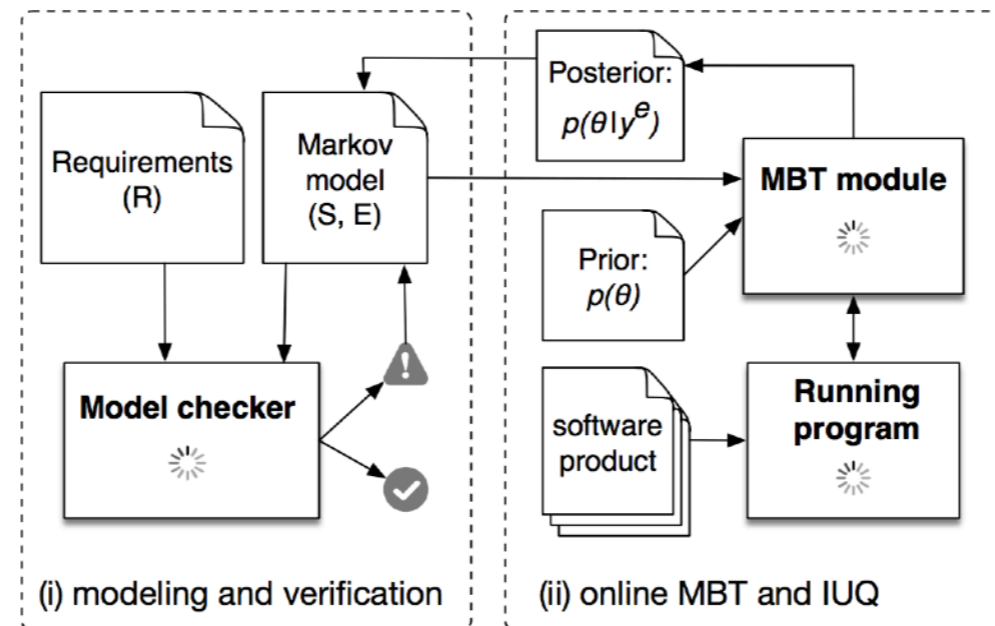 Requirements
(R)
Markov
model
(S, E)
Model checker
(i) modeling and verification
Posterior:
p(θ|yᵉ)
MBT module
Prior:
p(θ)
software
product
Running
program
(ii) online MBT and IUQ